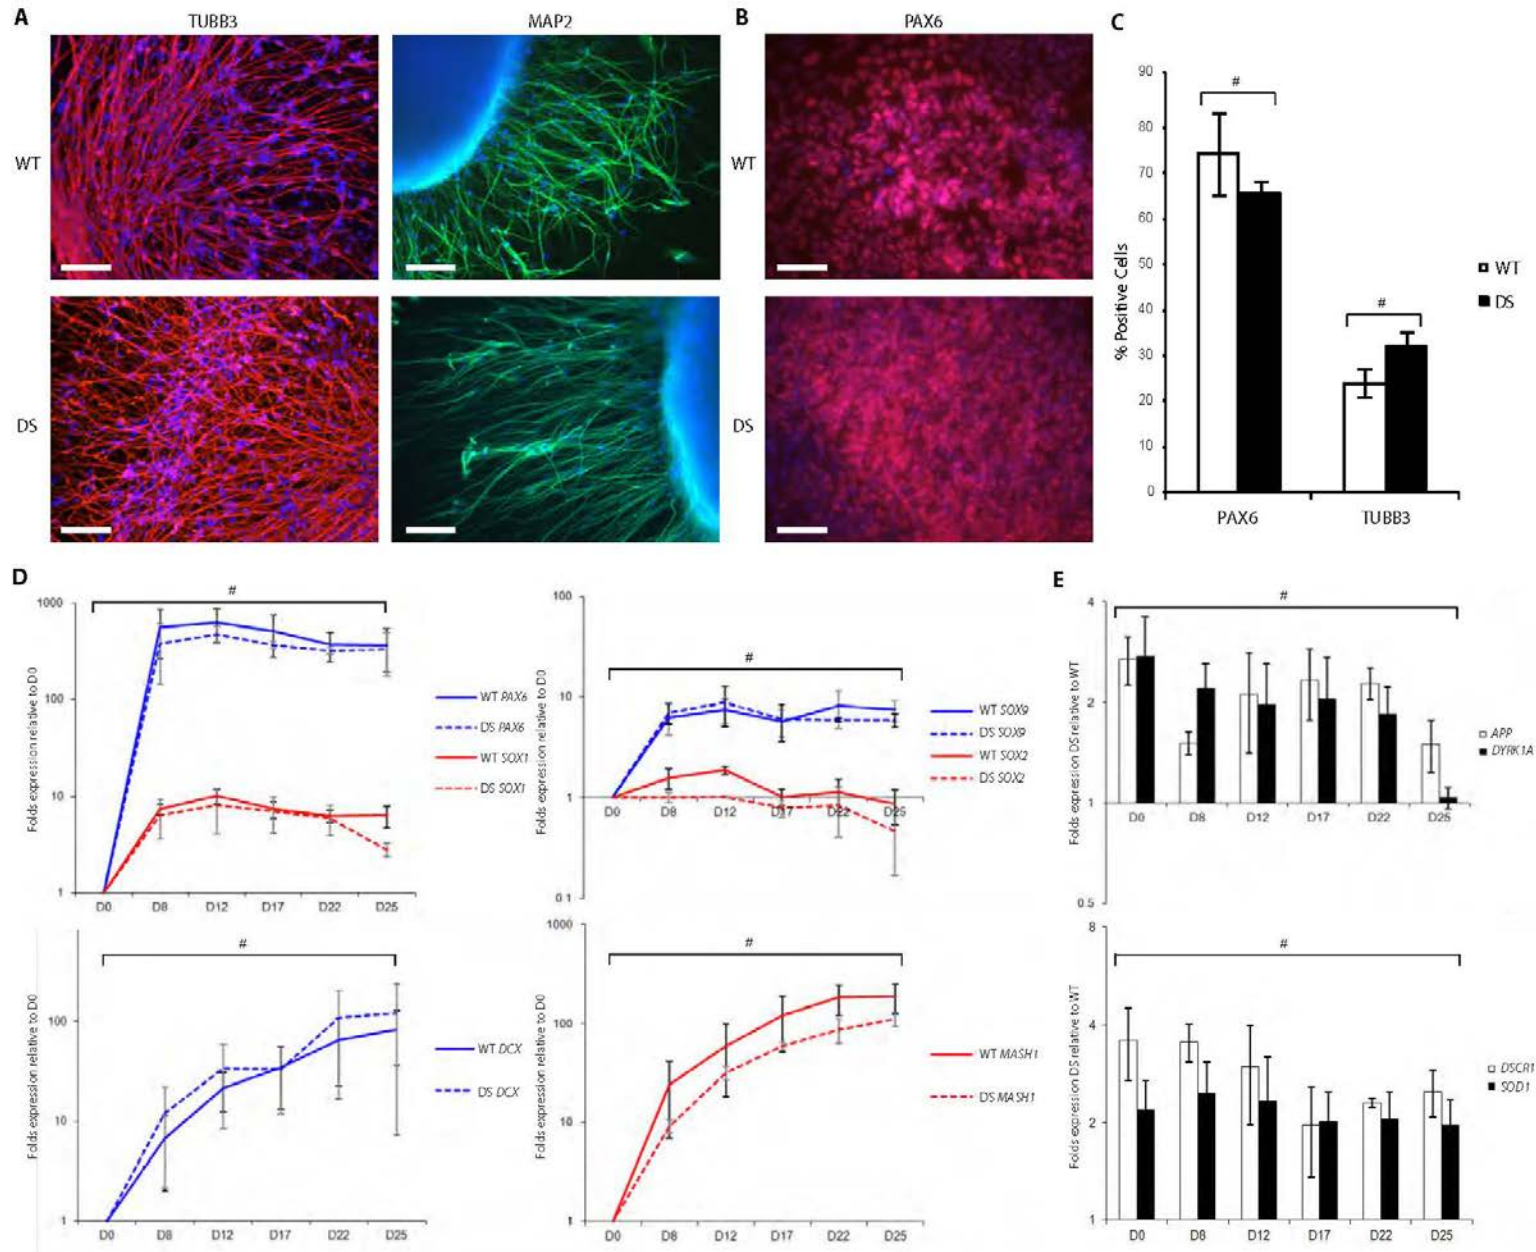 A
TUBB3
MAP2
B
PAX6
C
WT
WT
DS
DS
% Positive Cells
90
80
70
60
50
40
30
20
10
0
#
#
WT
DS
PAX6
TUBB3
D
Folds expression relative to D0
1000
100
10
1
#
D0 D8 D12 D17 D22 D25
WT PAX6
DS PAX6
WT SOX1
DS SOX1
Folds expression relative to D0
100
10
1
0.1
#
D0 D8 D12 D17 D22 D25
WT SOX9
DS SOX9
WT SOX2
DS SOX2
E
Folds expression DS relative to WT
4
2
1
0.5
#
D0 D8 D12 D17 D22 D25
APP
DYRK1A
Folds expression relative to D0
100
10
1
#
D0 D8 D12 D17 D22 D25
WT DCX
DS DCX
Folds expression relative to D0
1000
100
10
1
#
D0 D8 D12 D17 D22 D25
WT MASH1
DS MASH1
Folds expression DS relative to WT
8
4
2
1
#
D0 D8 D12 D17 D22 D25
DSCR1
SOD1